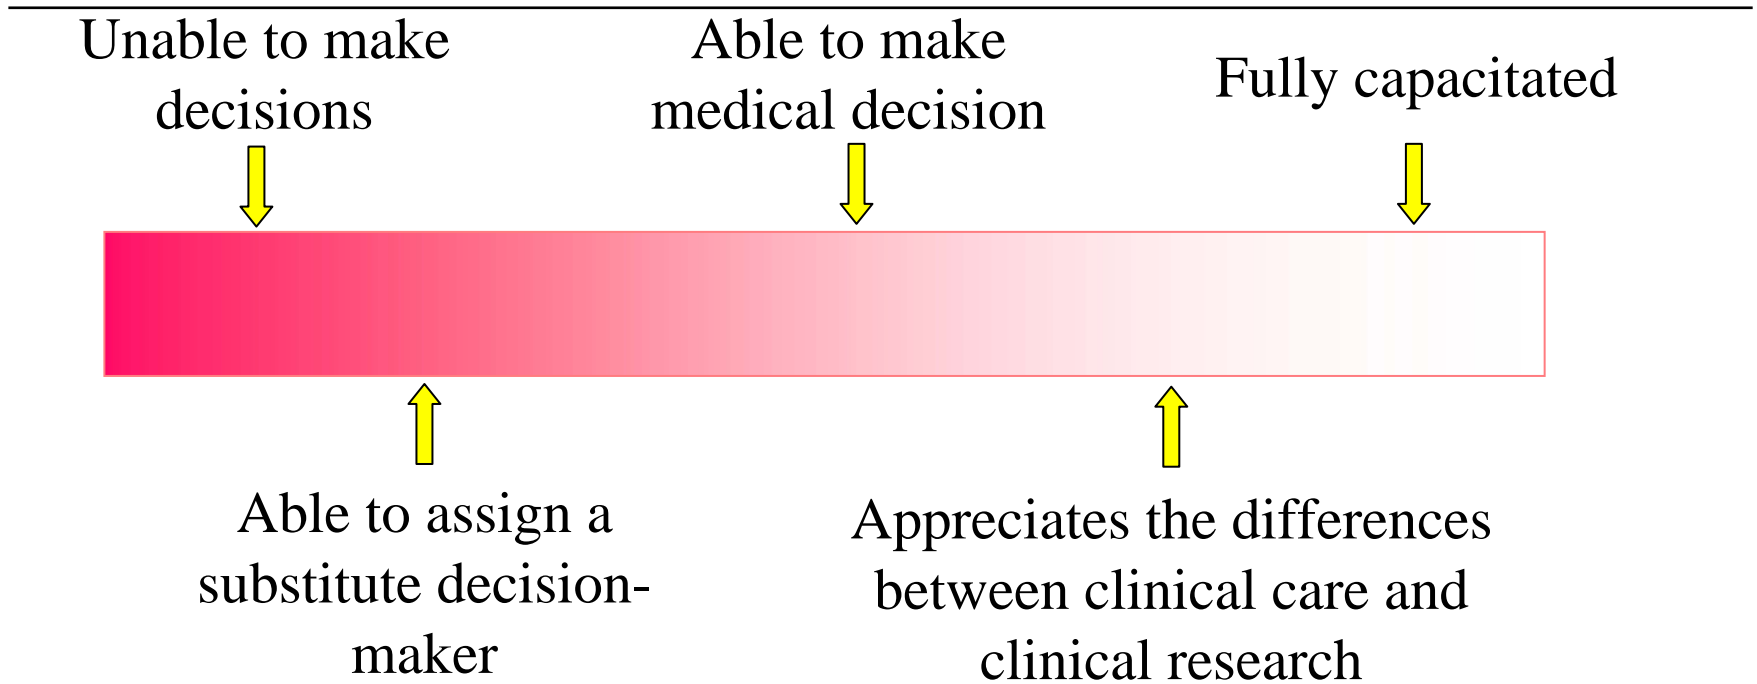 Unable to make
decisions
Able to make
medical decision
Fully capacitated
Able to assign a
substitute decision-
maker
Appreciates the differences
between clinical care and
clinical research